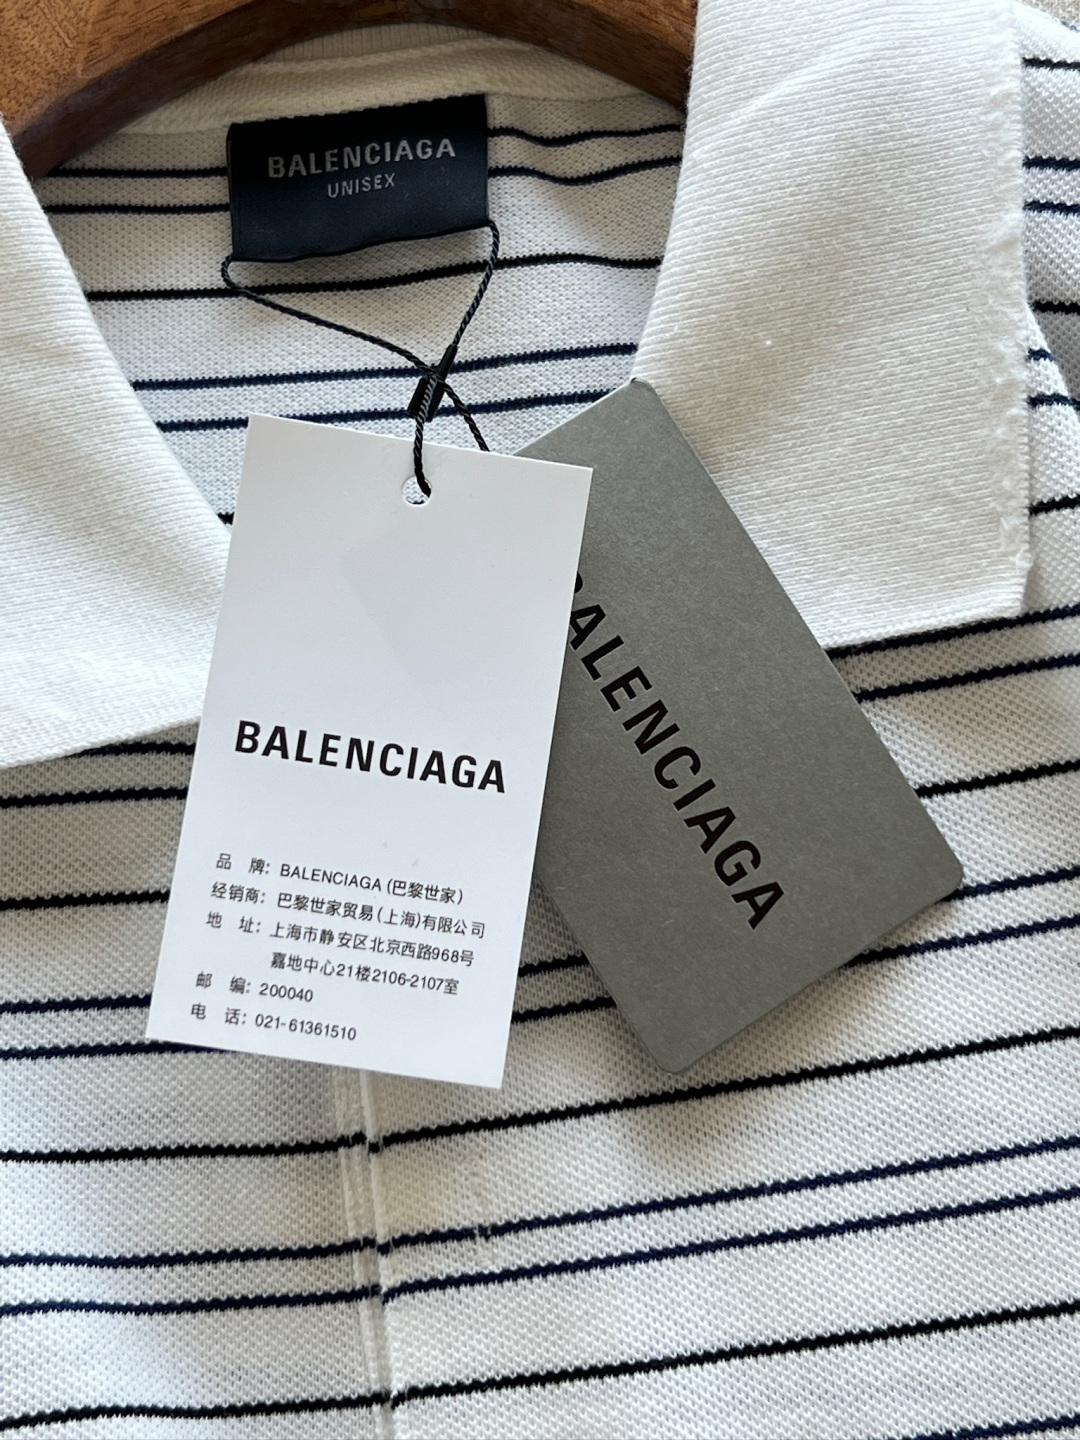 BALENCIAGA
UNISEX
BALENCIAGA
品 牌：BALENCIAGA (巴黎世家)
经销商：巴黎世家贸易(上海)有限公司
地 址：上海市静安区北京西路968号
嘉地中心21楼2106-2107室
邮 编：200040
电 话：021-61361510
BALENCIAGA